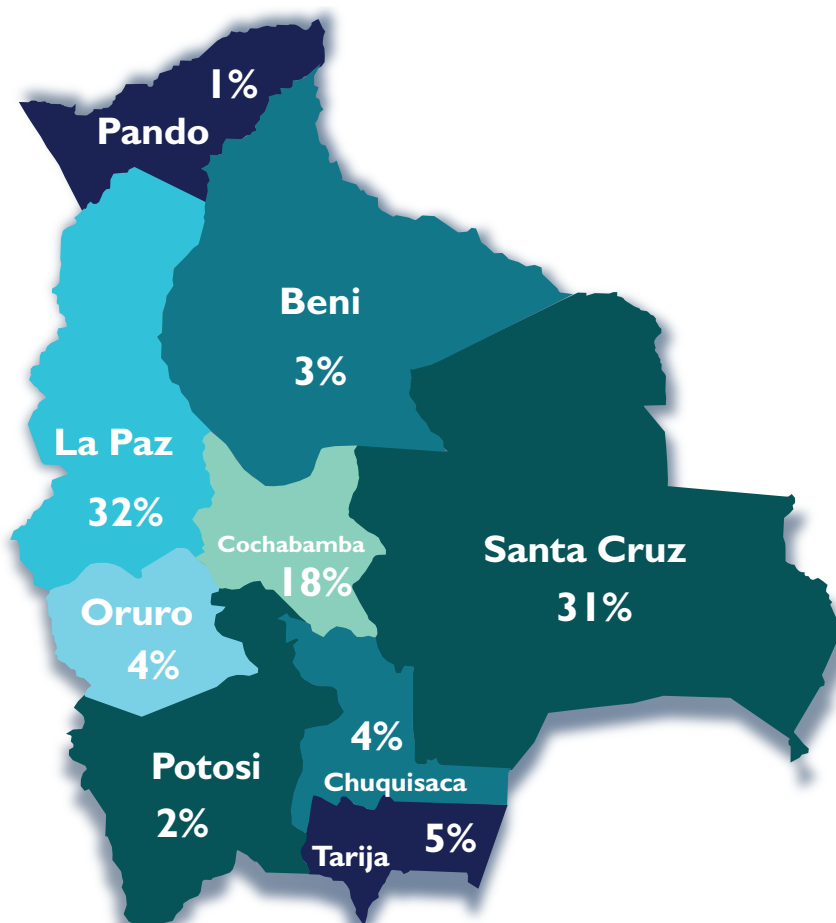 1%
Pando
Beni
3%
La Paz
32%
Cochabamba
18%
Santa Cruz
31%
Oruro
4%
4%
Chuquisaca
Potosi
2%
5%
Tarija